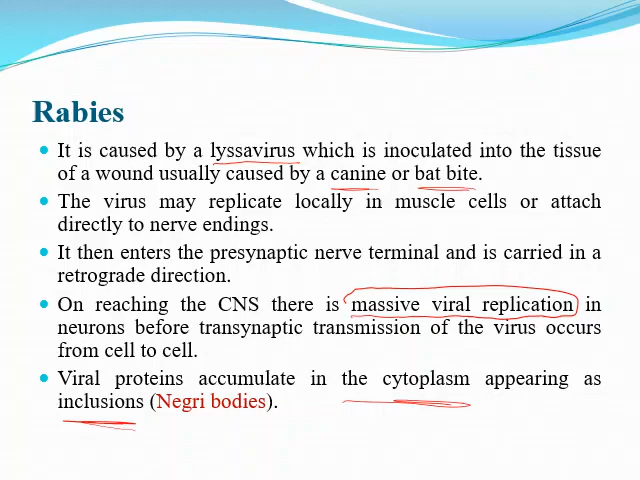 Rabies
It is caused by a lyssavirus which is inoculated into the tissue
of a wound usually caused by a canine or bat bite.
The virus may replicate locally in muscle cells or attach
directly to nerve endings.
It then enters the presynaptic nerve terminal and is carried in a
retrograde direction.
On reaching the CNS there is massive viral replication in
neurons before transynaptic transmission of the virus occurs
from cell to cell.
Viral proteins accumulate in the cytoplasm appearing as
inclusions (Negri bodies).